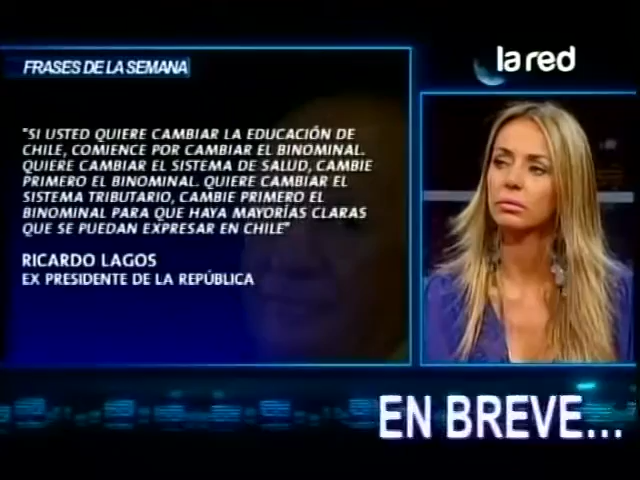 FRASES DE LA SEMANA
la red
"SI USTED QUIERE CAMBIAR LA EDUCACIÓN DE
CHILE, COMIENCE POR CAMBIAR EL BINOMINAL.
QUIERE CAMBIAR EL SISTEMA DE SALUD, CAMBIE
PRIMERO EL BINOMINAL. QUIERE CAMBIAR EL
SISTEMA TRIBUTARIO, CAMBIE PRIMERO EL
BINOMINAL PARA QUE HAYA MAYORÍAS CLARAS
QUE SE PUEDAN EXPRESAR EN CHILE"
RICARDO LAGOS
EX PRESIDENTE DE LA REPÚBLICA
EN BREVE...